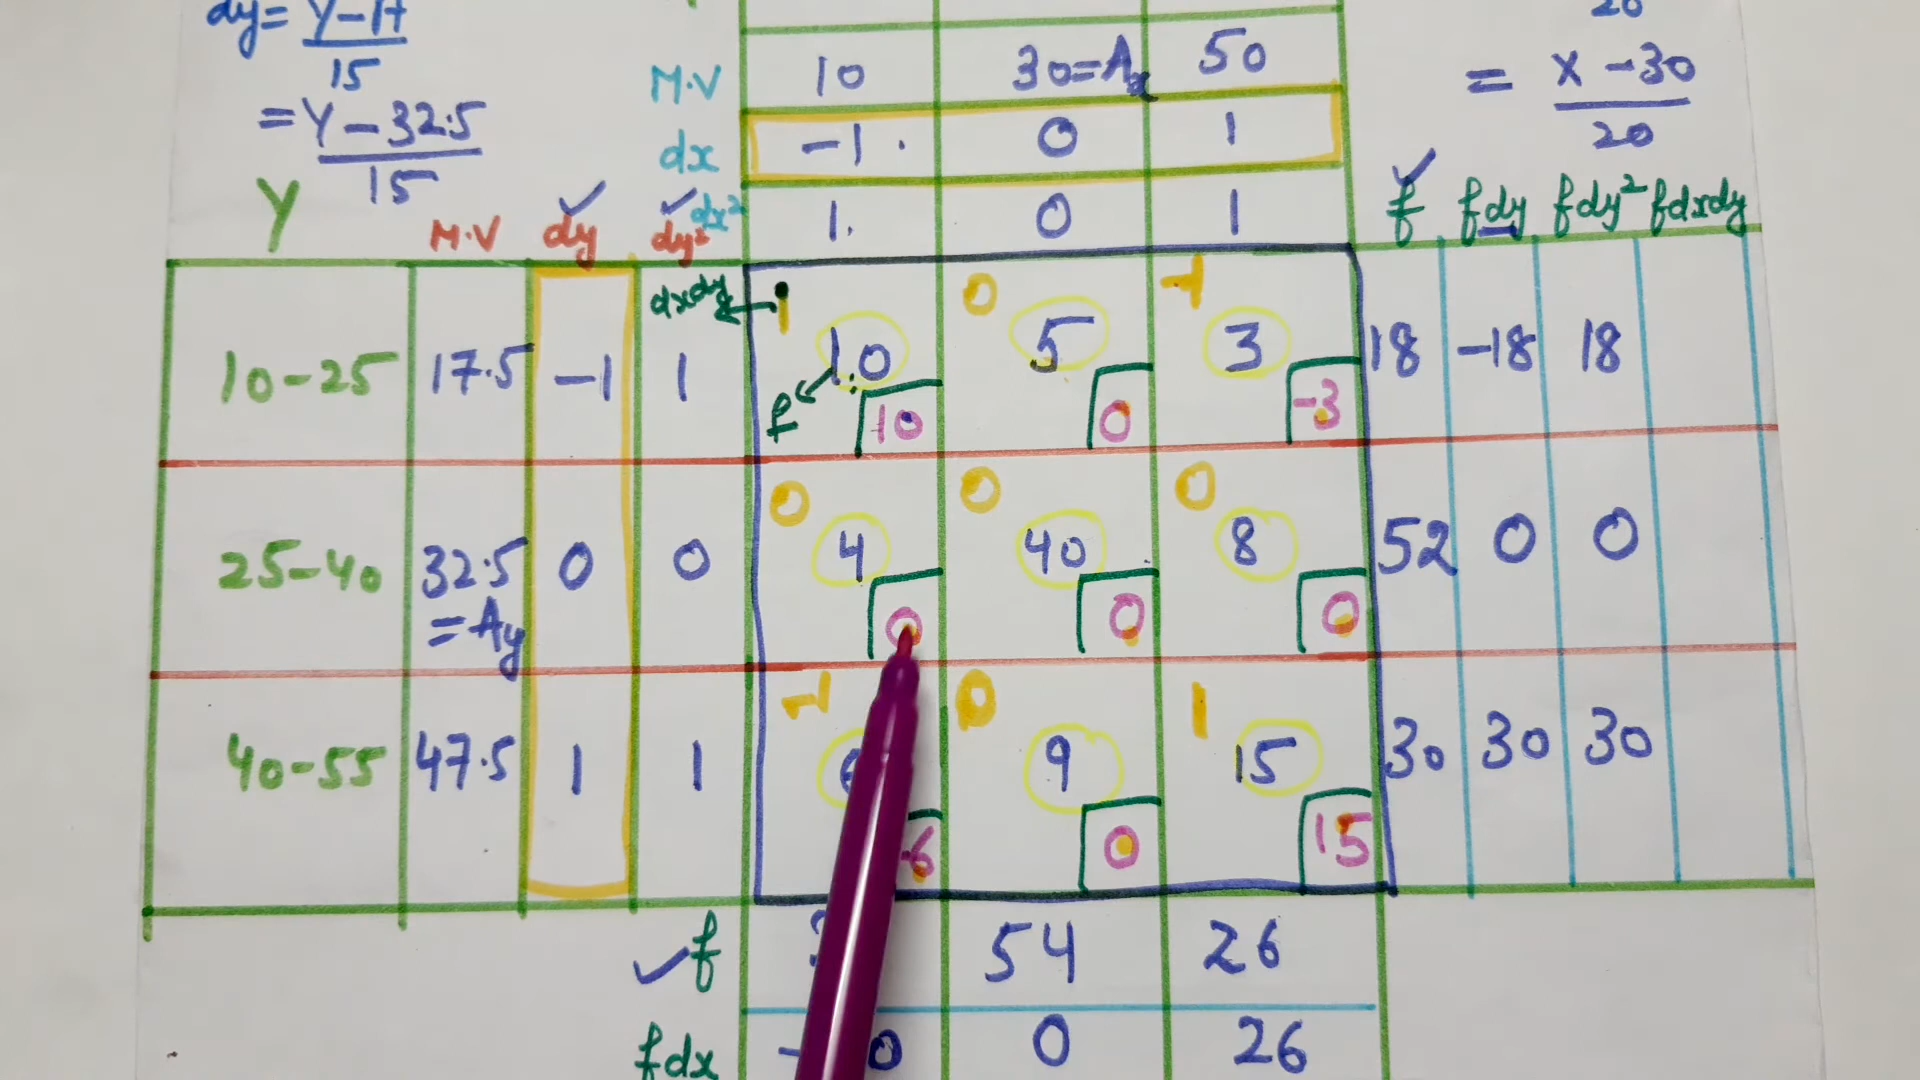 dy = Y-17
15
= Y - 32.5
15
20
= X - 30
20
M.V 10 30=Ax 50
dx -1 0 1
dx² 1 0 1
Y M.V dy dy² f fdy fdy² fdxdy
dxdy 1 0 -1
10-25 17.5 -1 1 10 5 3 18 -18 18
f 10 0 -3
0 0 0
25-40 32.5 0 0 4 40 8 52 0 0
= Ay 0 0 0
-1 0 1
40-55 47.5 1 1 9 15 30 30 30
-6 0 15
f 54 26
fdx 0 26